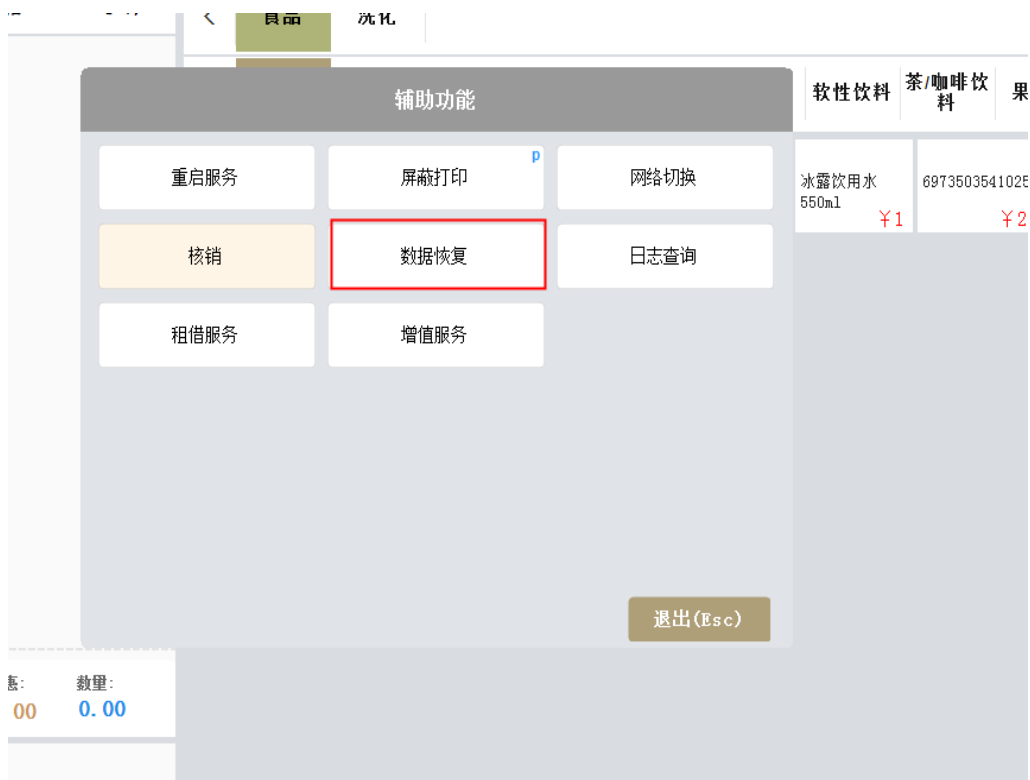 食品 洗化
辅助功能
软性饮料
茶/咖啡饮
料
果
重启服务
屏蔽打印
p
网络切换
核销
数据恢复
日志查询
租借服务
增值服务
冰露饮用水
550ml
¥1
6973503541025
¥2
退出(Esc)
惠: 数量:
00 0.00